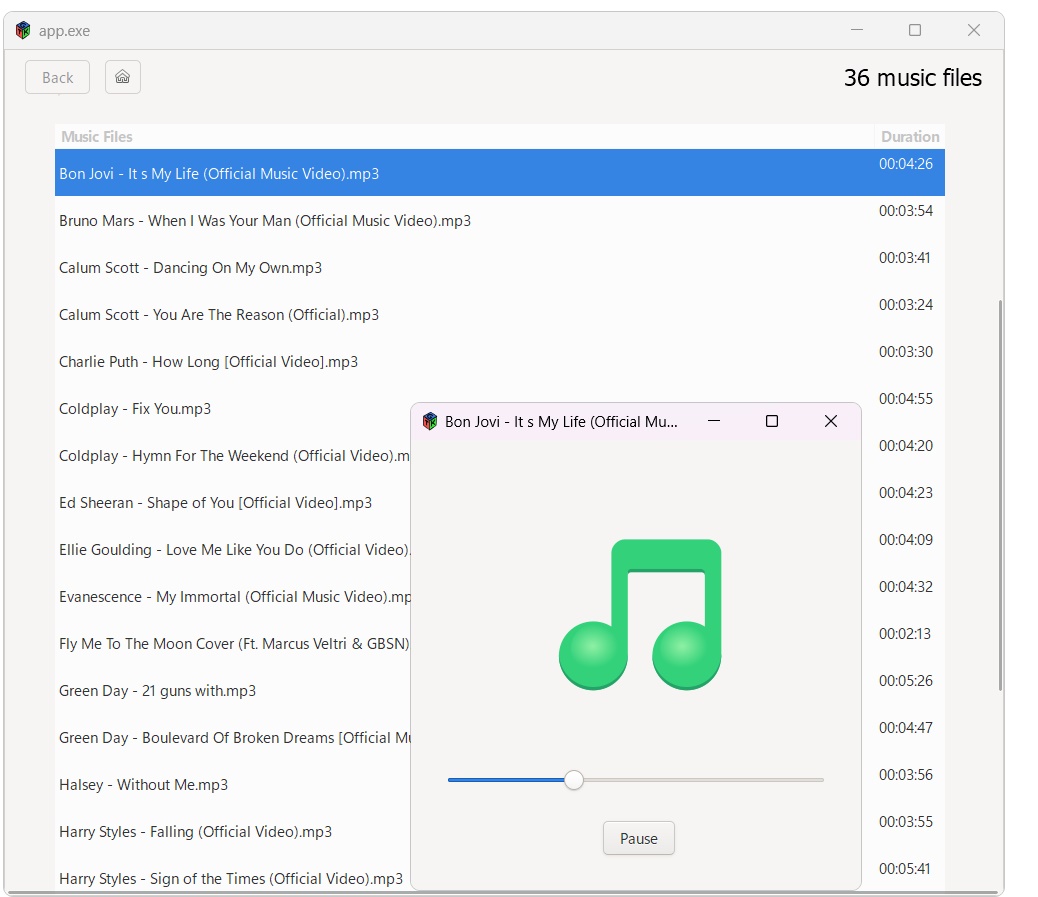 app.exe
Back
36 music files
Music Files Duration
Bon Jovi - It s My Life (Official Music Video).mp3 00:04:26
Bruno Mars - When I Was Your Man (Official Music Video).mp3 00:03:54
Calum Scott - Dancing On My Own.mp3 00:03:41
Calum Scott - You Are The Reason (Official).mp3 00:03:24
Charlie Puth - How Long [Official Video].mp3 00:03:30
Coldplay - Fix You.mp3 00:04:55
Coldplay - Hymn For The Weekend (Official Video).m 00:04:20
Ed Sheeran - Shape of You [Official Video].mp3 00:04:23
Ellie Goulding - Love Me Like You Do (Official Video). 00:04:09
Evanescence - My Immortal (Official Music Video).mp 00:04:32
Fly Me To The Moon Cover (Ft. Marcus Veltri & GBSN) 00:02:13
Green Day - 21 guns with.mp3 00:05:26
Green Day - Boulevard Of Broken Dreams [Official Mu 00:04:47
Halsey - Without Me.mp3 00:03:56
Harry Styles - Falling (Official Video).mp3 00:03:55
Harry Styles - Sign of the Times (Official Video).mp3 00:05:41
Bon Jovi - It s My Life (Official Mu...
Pause